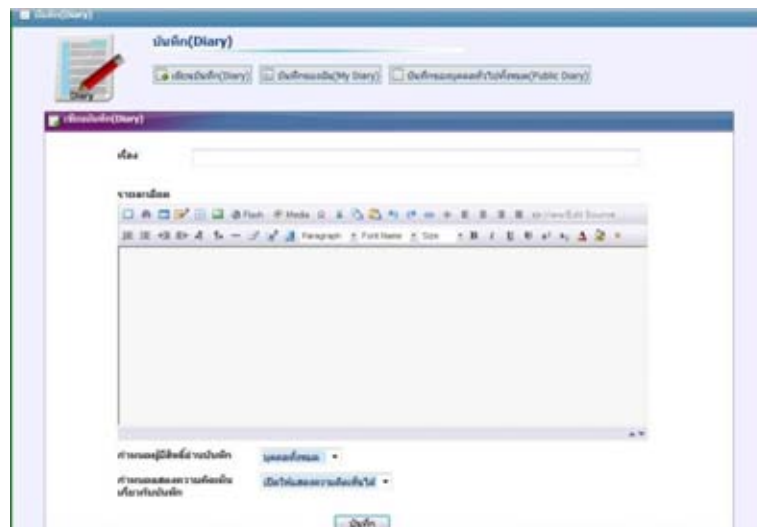 บันทึก(Diary)
บันทึก(Diary)
Diary
เขียนบันทึก(Diary) บันทึกของฉัน(My Diary) บันทึกของบุคคลทั่วไปทั้งหมด(Public Diary)
เขียนบันทึก(Diary)
เรื่อง
รายละเอียด
Flash Media View/Edit Source
Paragraph Font Name Size B I U
กำหนดผู้มีสิทธิ์อ่านบันทึก บุคคลทั้งหมด
กำหนดแสดงความคิดเห็น เปิดให้แสดงความคิดเห็นได้
เกี่ยวกับบันทึก
บันทึก